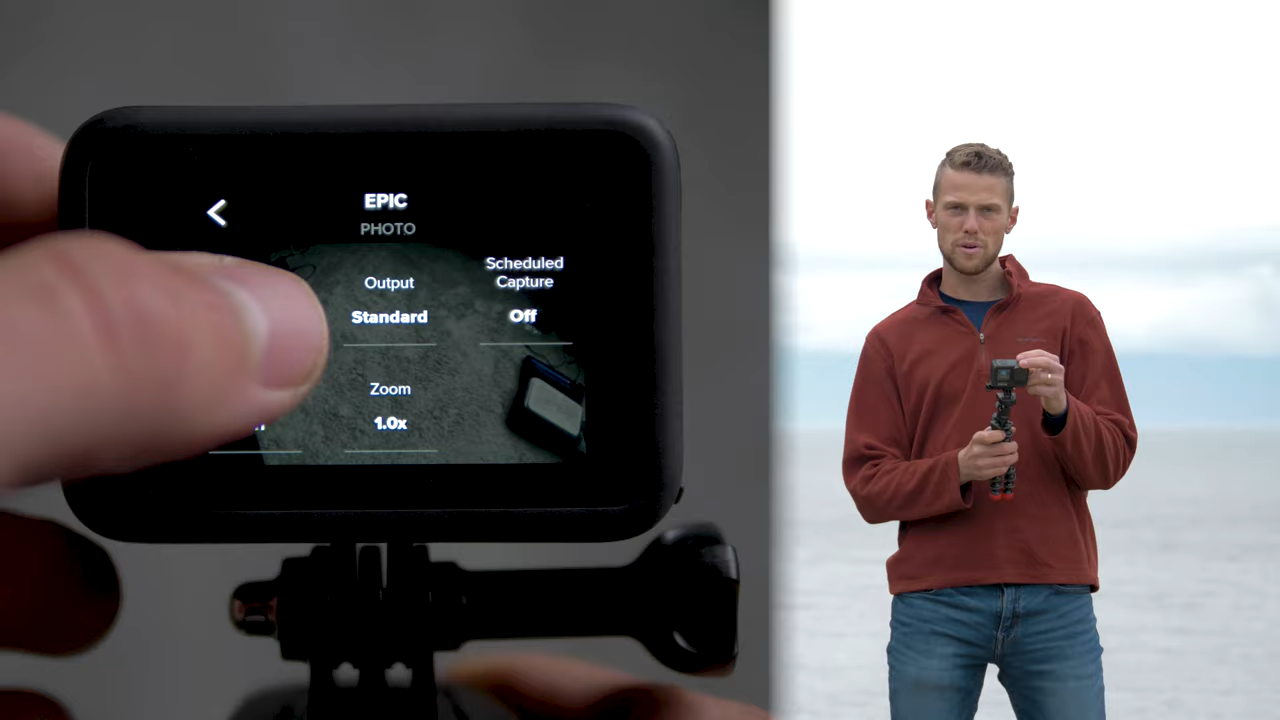 EPIC
PHOTO
Output
Standard
Scheduled
Capture
Off
Zoom
1.0x